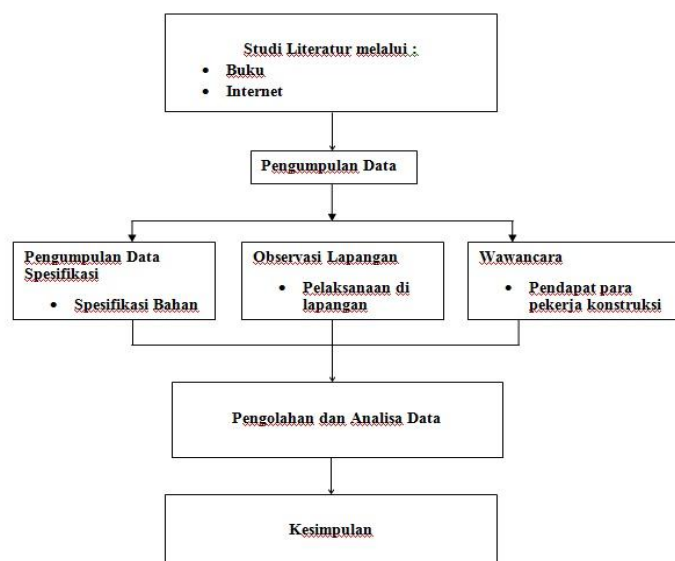 Studi Literatur melalui :
• Buku
• Internet
Pengumpulan Data
Pengumpulan Data
Spesifikasi
• Spesifikasi Bahan
Observasi Lapangan
• Pelaksanaan di
lapangan
Wawancara
• Pendapat para
pekerja konstruksi
Pengolahan dan Analisa Data
Kesimpulan